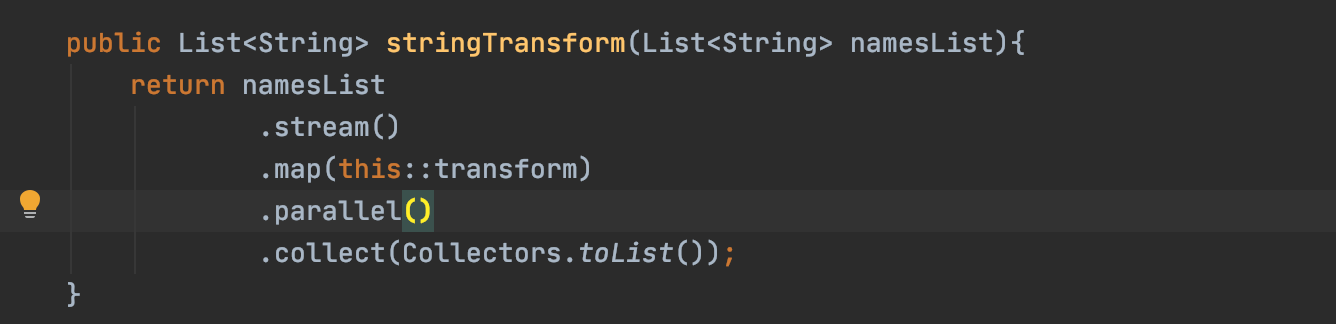 public List<String> stringTransform(List<String> namesList){
return namesList
.stream()
.map(this::transform)
.parallel()
.collect(Collectors.toList());
}